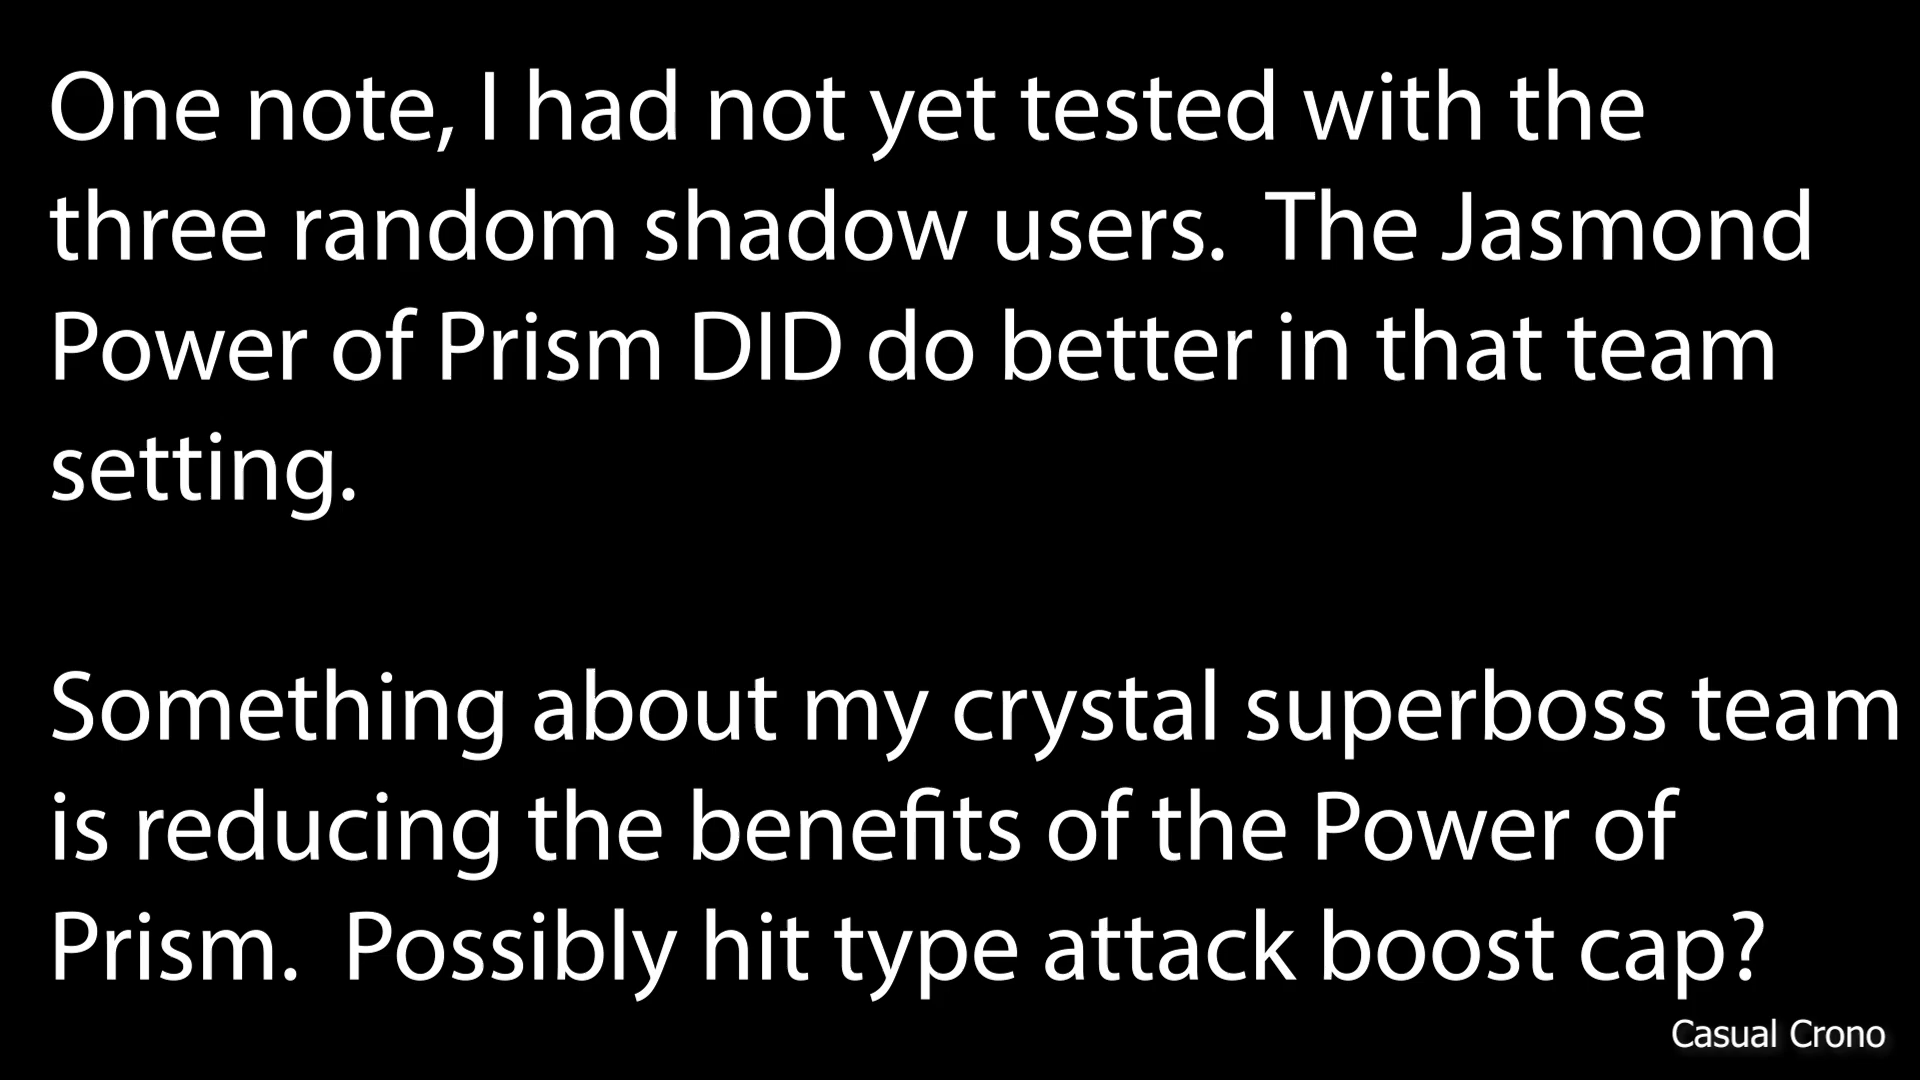 One note, I had not yet tested with the
three random shadow users.  The Jasmond
Power of Prism DID do better in that team
setting.
Something about my crystal superboss team
is reducing the benefits of the Power of
Prism.  Possibly hit type attack boost cap?
Casual Crono